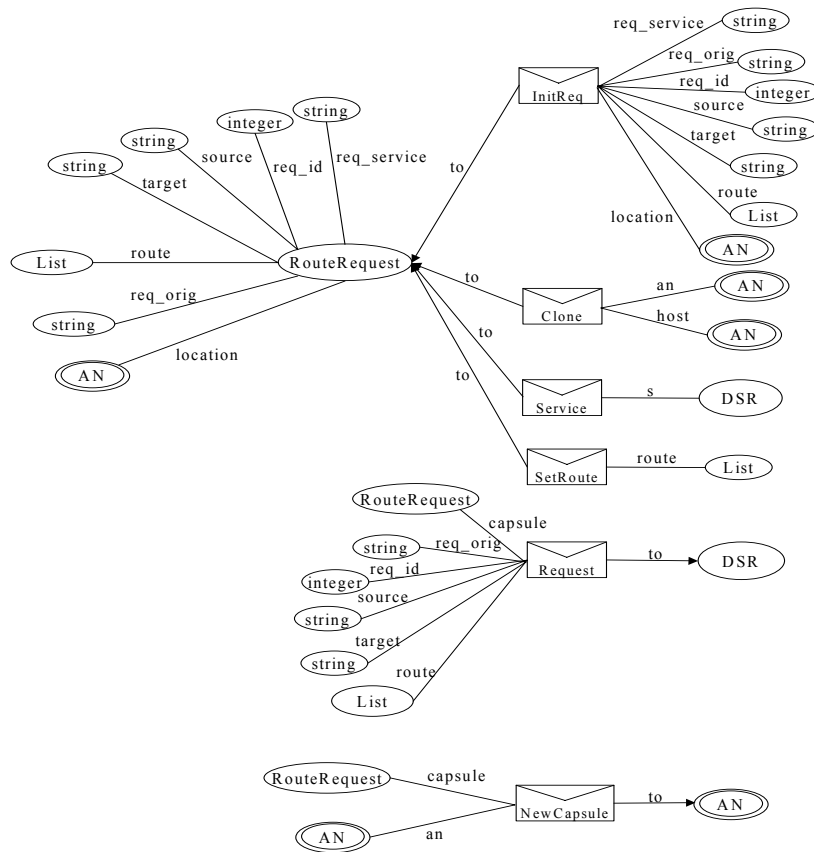 string
req_service
req_orig
string
req_id
integer
InitReq
source
string
target
string
route
List
location
AN
string
integer
req_service
string
source
req_id
string
target
to
List
route
RouteRequest
req_orig
string
location
AN
to
an
AN
Clone
host
AN
to
Service
s
DSR
to
SetRoute
route
List
RouteRequest
capsule
string
req_orig
Request
to
DSR
integer
req_id
string
source
string
target
List
route
RouteRequest
capsule
NewCapsule
to
AN
AN
an